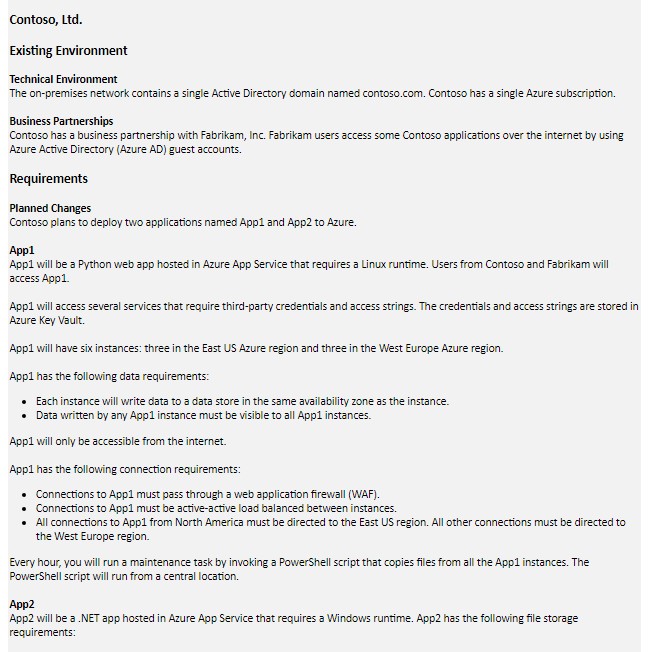 Contoso, Ltd.
Existing Environment
Technical Environment
The on-premises network contains a single Active Directory domain named contoso.com. Contoso has a single Azure subscription.
Business Partnerships
Contoso has a business partnership with Fabrikam, Inc. Fabrikam users access some Contoso applications over the internet by using
Azure Active Directory (Azure AD) guest accounts.
Requirements
Planned Changes
Contoso plans to deploy two applications named App1 and App2 to Azure.
App1
App1 will be a Python web app hosted in Azure App Service that requires a Linux runtime. Users from Contoso and Fabrikam will
access App1.
App1 will access several services that require third-party credentials and access strings. The credentials and access strings are stored in
Azure Key Vault.
App1 will have six instances: three in the East US Azure region and three in the West Europe Azure region.
App1 has the following data requirements:
• Each instance will write data to a data store in the same availability zone as the instance.
• Data written by any App1 instance must be visible to all App1 instances.
App1 will only be accessible from the internet.
App1 has the following connection requirements:
• Connections to App1 must pass through a web application firewall (WAF).
• Connections to App1 must be active-active load balanced between instances.
• All connections to App1 from North America must be directed to the East US region. All other connections must be directed to
the West Europe region.
Every hour, you will run a maintenance task by invoking a PowerShell script that copies files from all the App1 instances. The
PowerShell script will run from a central location.
App2
App2 will be a .NET app hosted in Azure App Service that requires a Windows runtime. App2 has the following file storage
requirements: